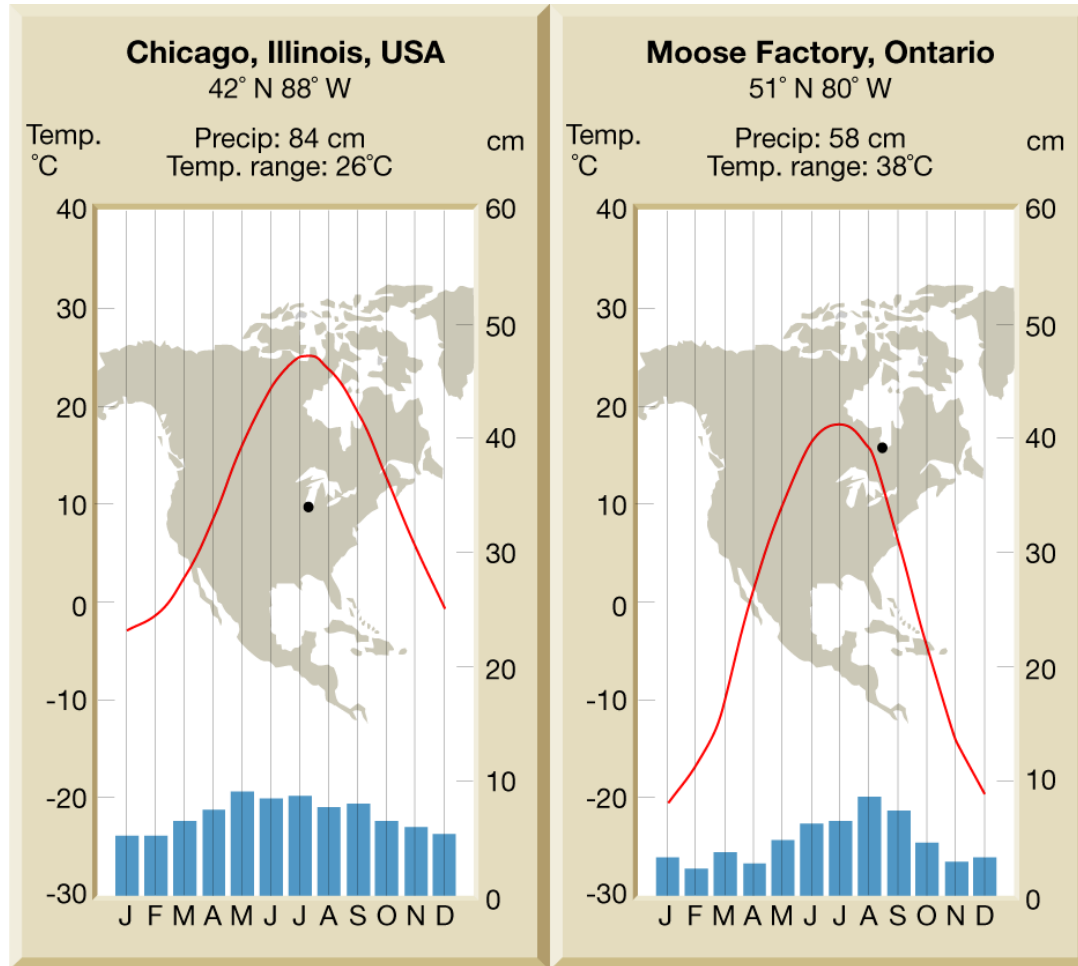 Chicago, Illinois, USA
42° N 88° W
Temp.
°C
Precip: 84 cm
Temp. range: 26°C
cm
40
30
20
10
0
-10
-20
-30
60
50
40
30
20
10
0
J F M A M J J A S O N D
Moose Factory, Ontario
51° N 80° W
Temp.
°C
Precip: 58 cm
Temp. range: 38°C
cm
40
30
20
10
0
-10
-20
-30
60
50
40
30
20
10
0
J F M A M J J A S O N D